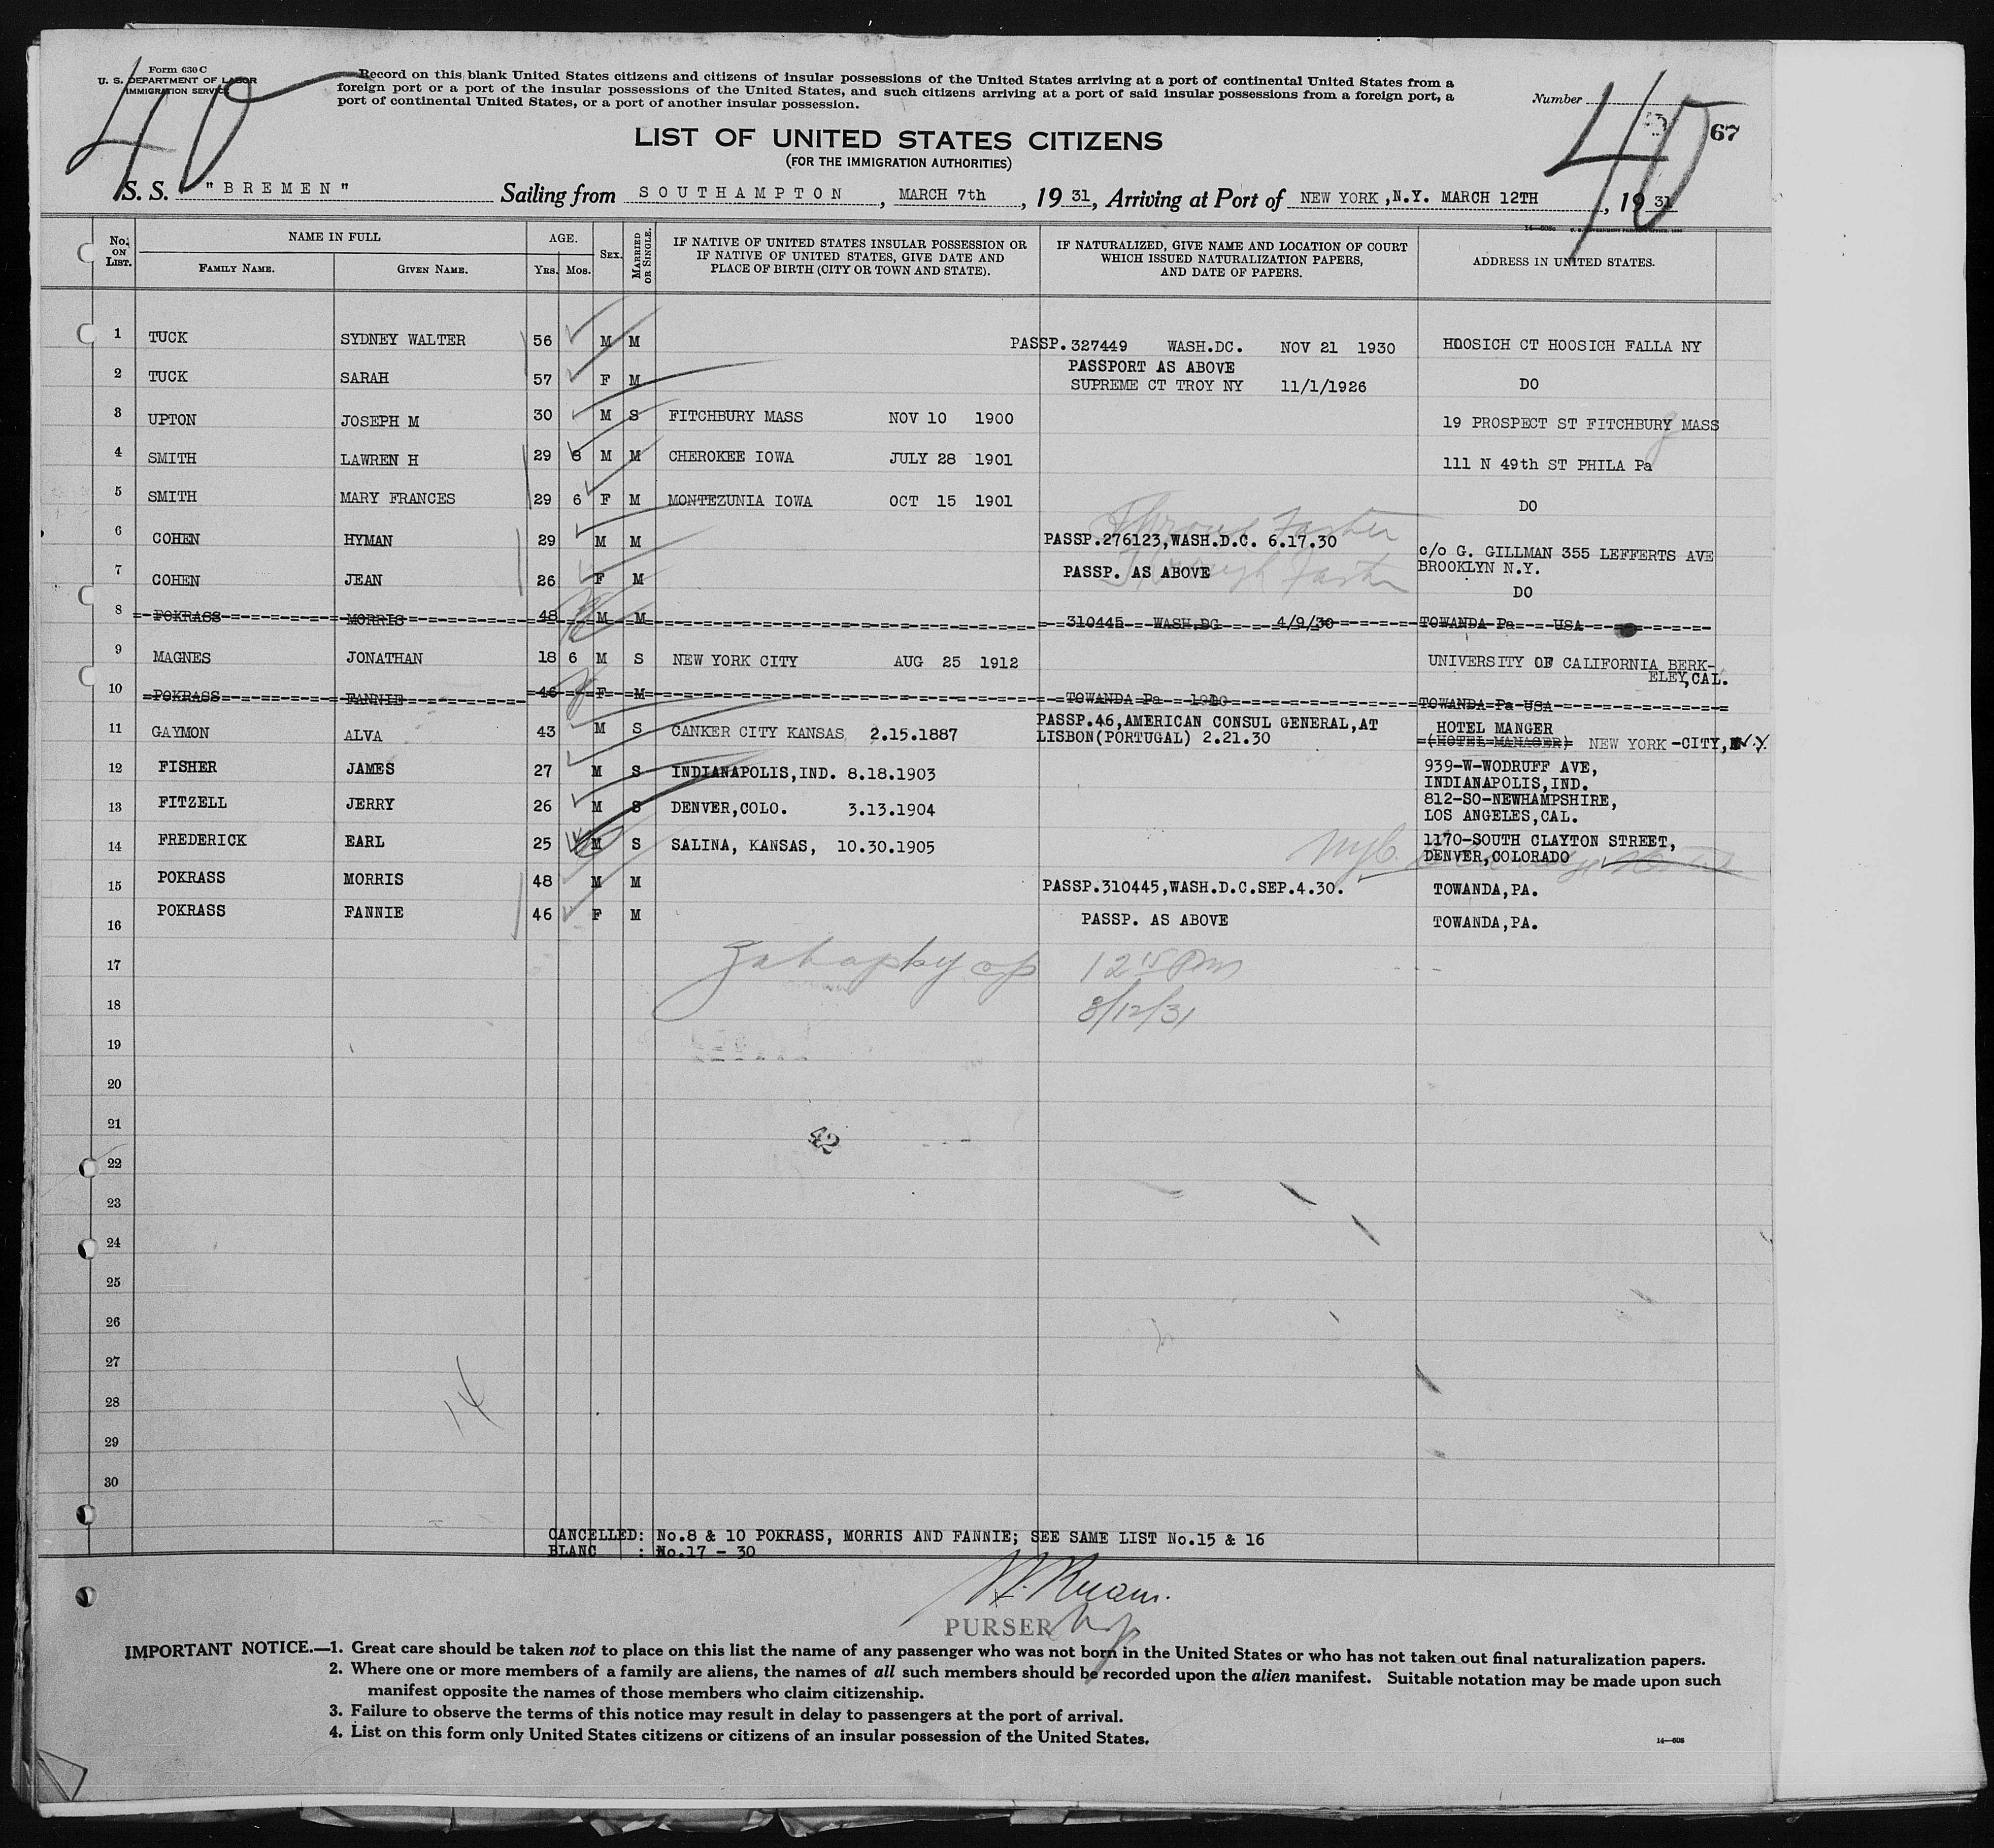 Form 630 C
U. S. DEPARTMENT OF LABOR
IMMIGRATION SERVICE
40
Record on this blank United States citizens and citizens of insular possessions of the United States arriving at a port of continental United States from a
foreign port or a port of the insular possessions of the United States, and such citizens arriving at a port of said insular possessions from a foreign port, a
port of continental United States, or a port of another insular possession.
Number
40
67
LIST OF UNITED STATES CITIZENS
(FOR THE IMMIGRATION AUTHORITIES)
S. S. "BREMEN" Sailing from SOUTHAMPTON, MARCH 7th, 1931, Arriving at Port of NEW YORK,N.Y. MARCH 12TH, 1931
No. ON LIST. NAME IN FULL FAMILY NAME. GIVEN NAME. AGE. YRS. MOS. SEX. MARRIED OR SINGLE. IF NATIVE OF UNITED STATES INSULAR POSSESSION OR IF NATIVE OF UNITED STATES, GIVE DATE AND PLACE OF BIRTH (CITY OR TOWN AND STATE). IF NATURALIZED, GIVE NAME AND LOCATION OF COURT WHICH ISSUED NATURALIZATION PAPERS, AND DATE OF PAPERS. ADDRESS IN UNITED STATES.
1 TUCK SYDNEY WALTER 56 M M PASSP.327449 WASH.DC. NOV 21 1930 HOOSICH CT HOOSICH FALLA NY
PASSPORT AS ABOVE
2 TUCK SARAH 57 F M SUPREME CT TROY NY 11/1/1926 DO
3 UPTON JOSEPH M 30 M S FITCHBURY MASS NOV 10 1900 19 PROSPECT ST FITCHBURY MASS
g
4 SMITH LAWREN H 29 8 M M CHEROKEE IOWA JULY 28 1901 111 N 49th ST PHILA Pa
5 SMITH MARY FRANCES 29 6 F M MONTEZUNIA IOWA OCT 15 1901 DO
6 COHEN HYMAN 29 M M PASSP.276123,WASH.D.C. 6.17.30 c/o G. GILLMAN 355 LEFFERTS AVE
BROOKLYN N.Y.
7 COHEN JEAN 26 F M PASSP. AS ABOVE DO
8 POKRASS MORRIS 48 M M 310445 WASH,DC 4/9/30 TOWANDA Pa USA
9 MAGNES JONATHAN 18 6 M S NEW YORK CITY AUG 25 1912 UNIVERSITY OF CALIFORNIA BERK-
ELEY,CAL.
10 POKRASS FANNIE 46 F M TOWANDA Pa TOWANDA Pa USA
PASSP.46,AMERICAN CONSUL GENERAL,AT HOTEL MANGER
11 GAYMON ALVA 43 M S CANKER CITY KANSAS 2.15.1887 LISBON(PORTUGAL) 2.21.30 (HOTEL MANAGER) NEW YORK -CITY, N.Y.
12 FISHER JAMES 27 M S INDIANAPOLIS,IND. 8.18.1903 939-W-WODRUFF AVE,
INDIANAPOLIS,IND.
13 FITZELL JERRY 26 M S DENVER,COLO. 3.13.1904 812-SO-NEWHAMPSHIRE,
LOS ANGELES,CAL.
14 FREDERICK EARL 25 M S SALINA, KANSAS, 10.30.1905 1170-SOUTH CLAYTON STREET,
DENVER,COLORADO
15 POKRASS MORRIS 48 M M PASSP.310445,WASH.D.C.SEP.4.30. TOWANDA,PA.
16 POKRASS FANNIE 46 F M PASSP. AS ABOVE TOWANDA,PA.
17 12 15 Pm
18 8/12/31
19
20
21
42
22
23
24
25
26
27
28
14
29
30
CANCELLED: No.8 & 10 POKRASS, MORRIS AND FANNIE; SEE SAME LIST No.15 & 16
BLANC : No.17 - 30
PURSER
IMPORTANT NOTICE.—1. Great care should be taken not to place on this list the name of any passenger who was not born in the United States or who has not taken out final naturalization papers.
2. Where one or more members of a family are aliens, the names of all such members should be recorded upon the alien manifest. Suitable notation may be made upon such
manifest opposite the names of those members who claim citizenship.
3. Failure to observe the terms of this notice may result in delay to passengers at the port of arrival.
4. List on this form only United States citizens or citizens of an insular possession of the United States.
14—608